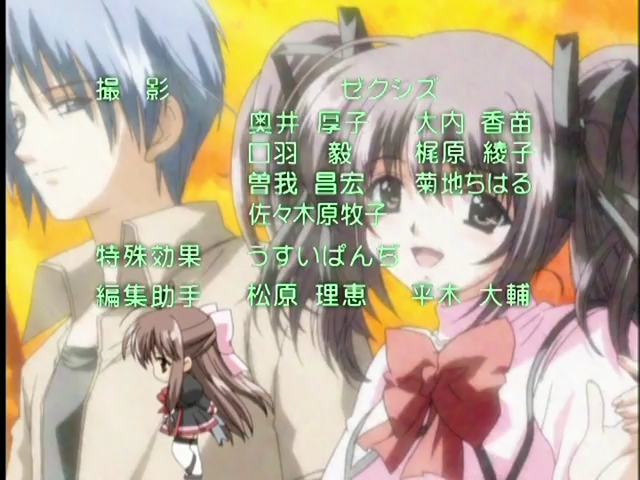 撮影 ゼクシズ
奥井 厚子 大内 香苗
口羽 毅 梶原 綾子
曽我 昌宏 菊地ちはる
佐々木原牧子
特殊効果 うすいぱんぢ
編集助手 松原 理恵 平木 大輔